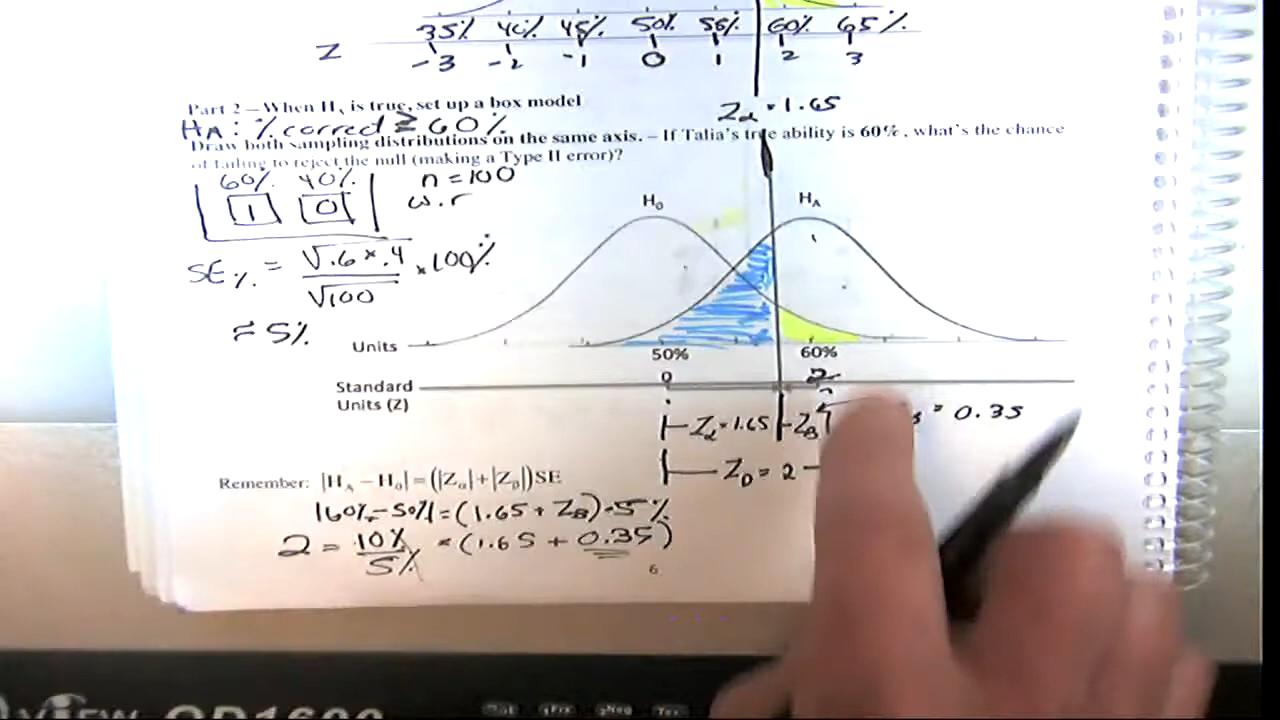 35% 40% 45% 50% 55% 60% 65%
Z -3 -2 -1 0 1 2 3
Part 2 – When Hₐ is true, set up a box model
Zα = 1.65
HA: % correct ≥ 60%
Draw both sampling distributions on the same axis. – If Talia's true ability is 60%, what's the chance
of failing to reject the null (making a Type II error)?
60% 40% n = 100
1 0 w.r
H₀ HA
SE% = √.6 × .4 / √100 × 100%
≈ 5%
Units 50% 60%
Standard 0 2
Units (Z)
Zα = 1.65 ZB = 0.35
ZD = 2
Remember: |HA – H₀| = (|Zα| + |Zβ|)SE
|60% – 50%| = (1.65 + ZB) · 5%
2 = 10% / 5% = (1.65 + 0.35)
6